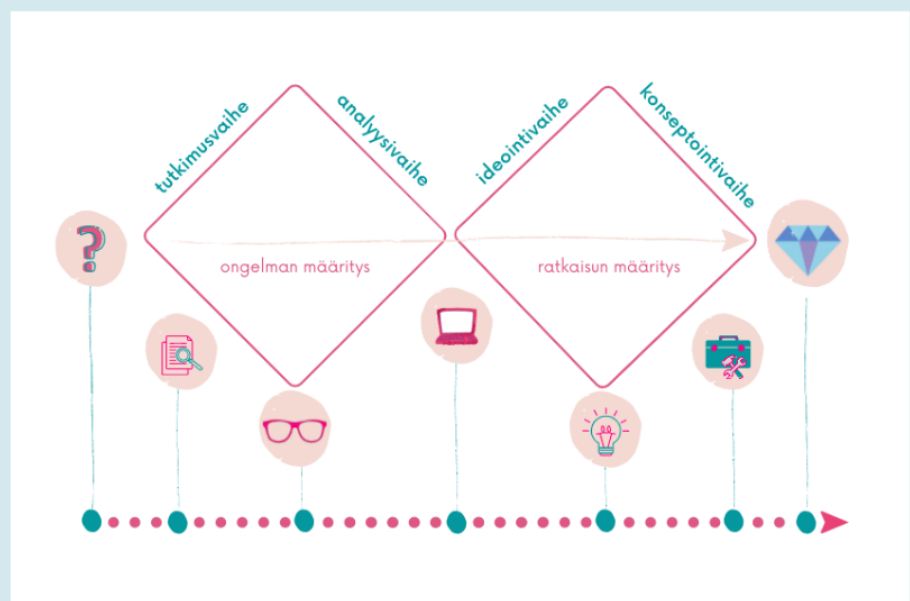 tutkimusvaihe
analyysivaihe
ideointivaihe
konseptointivaihe
?
ongelman määritys
ratkaisun määritys